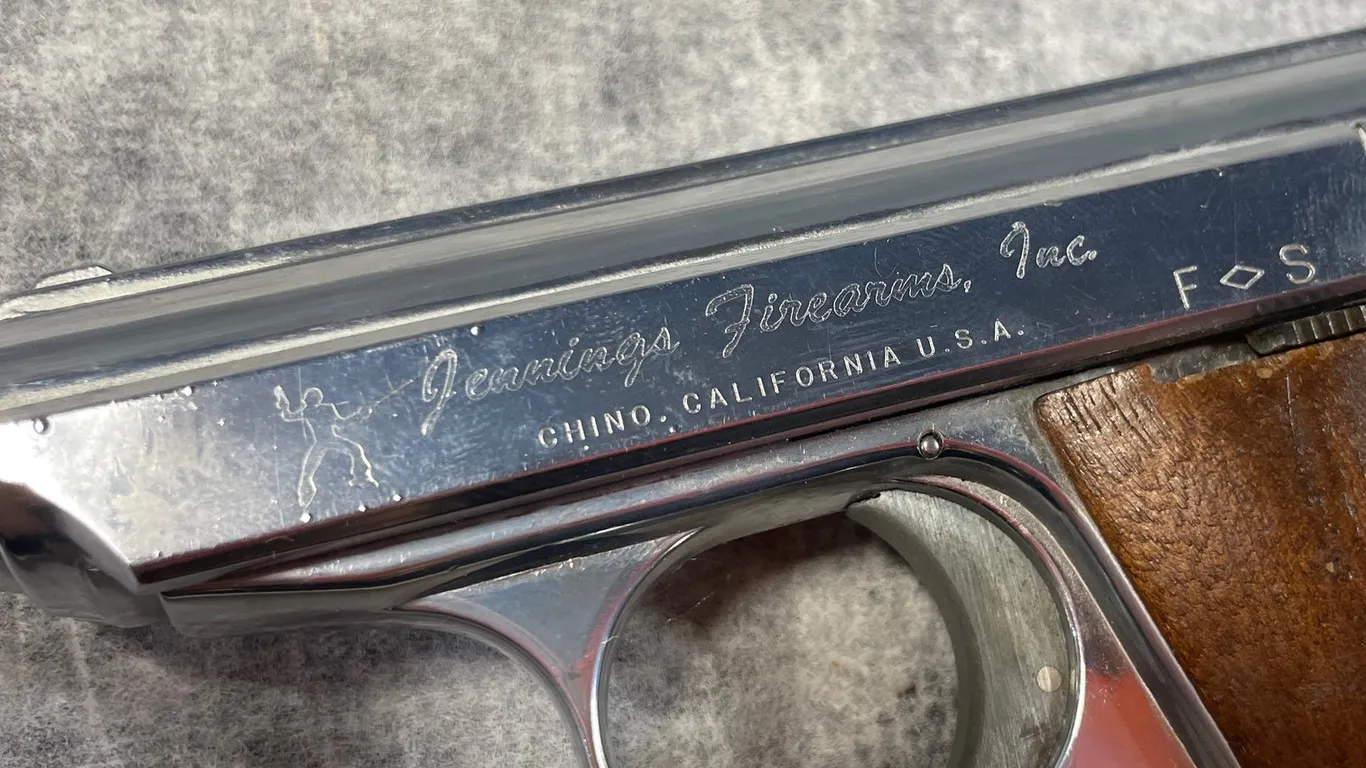 Jennings Firearms, Inc.
CHINO, CALIFORNIA U.S.A.
F S